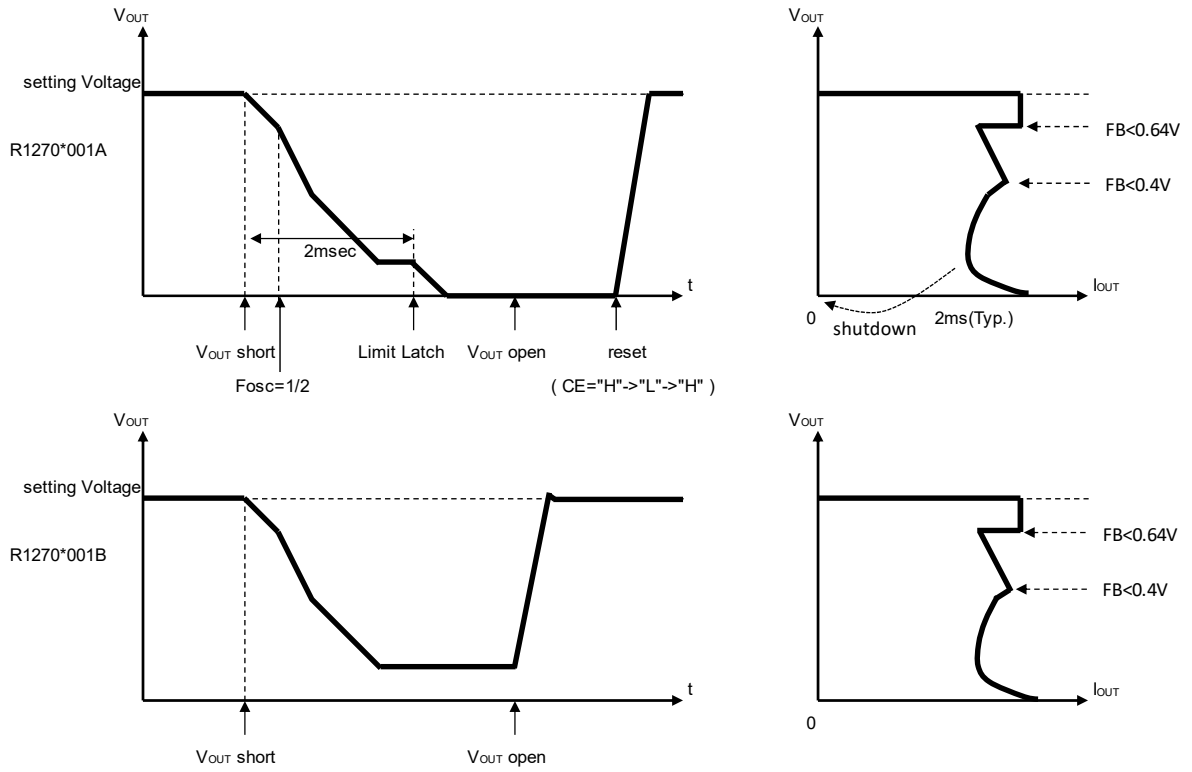 VOUT
setting Voltage
R1270*001A
2msec
t
VOUT short
Limit Latch
VOUT open
reset
Fosc=1/2
( CE="H"->"L"->"H" )
VOUT
FB<0.64V
FB<0.4V
IOUT
0
shutdown
2ms(Typ.)
VOUT
setting Voltage
R1270*001B
t
VOUT short
VOUT open
VOUT
FB<0.64V
FB<0.4V
IOUT
0